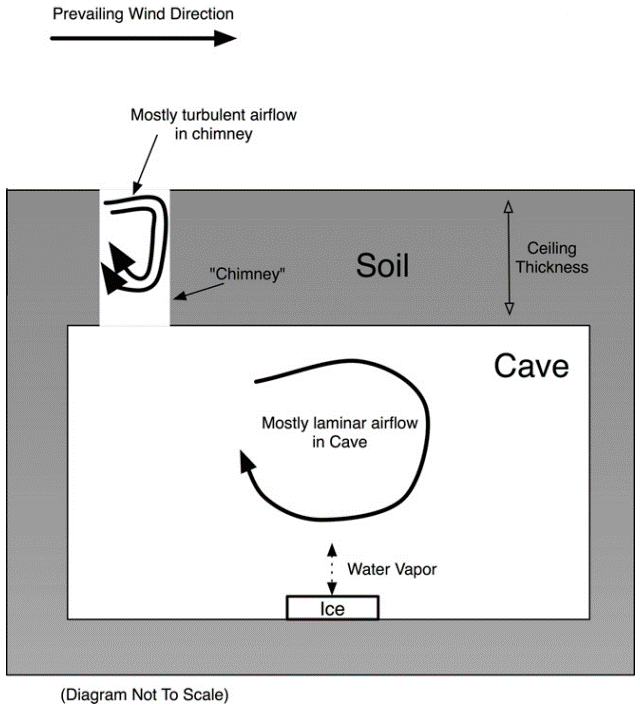 Prevailing Wind Direction
Mostly turbulent airflow
in chimney
"Chimney"
Soil
Ceiling
Thickness
Cave
Mostly laminar airflow
in Cave
Water Vapor
Ice
(Diagram Not To Scale)